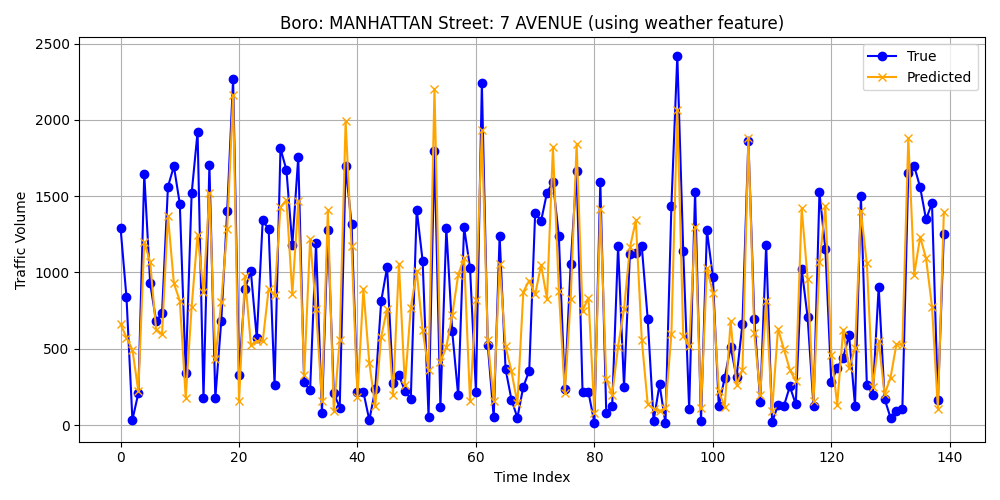 Boro: MANHATTAN Street: 7 AVENUE (using weather feature)
True
Predicted
Traffic Volume
2500
2000
1500
1000
500
0
0 20 40 60 80 100 120 140
Time Index